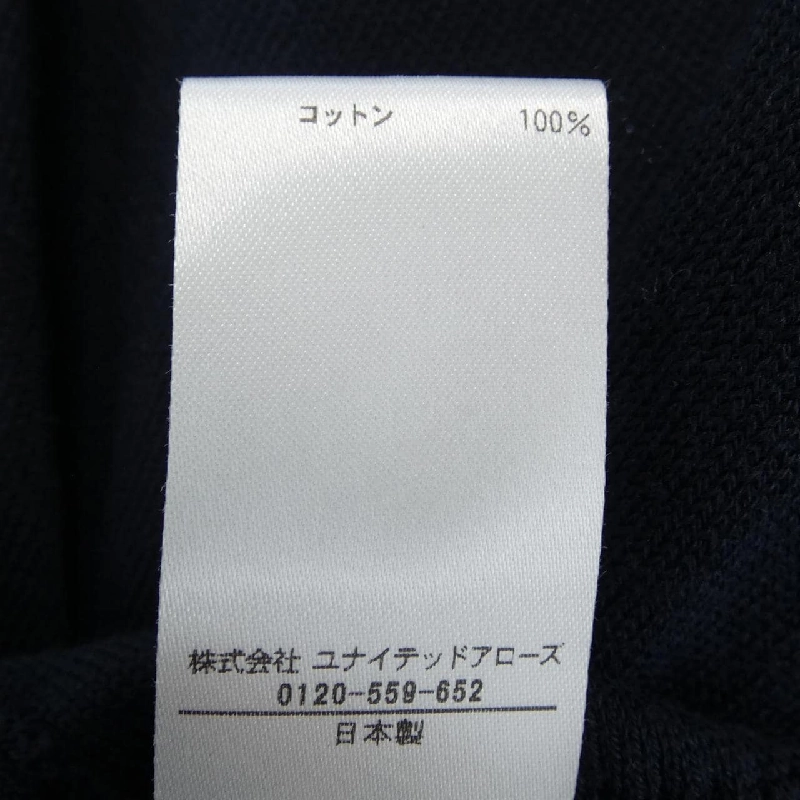 コットン 100%
株式会社 ユナイテッドアローズ
0120-559-652
日本製